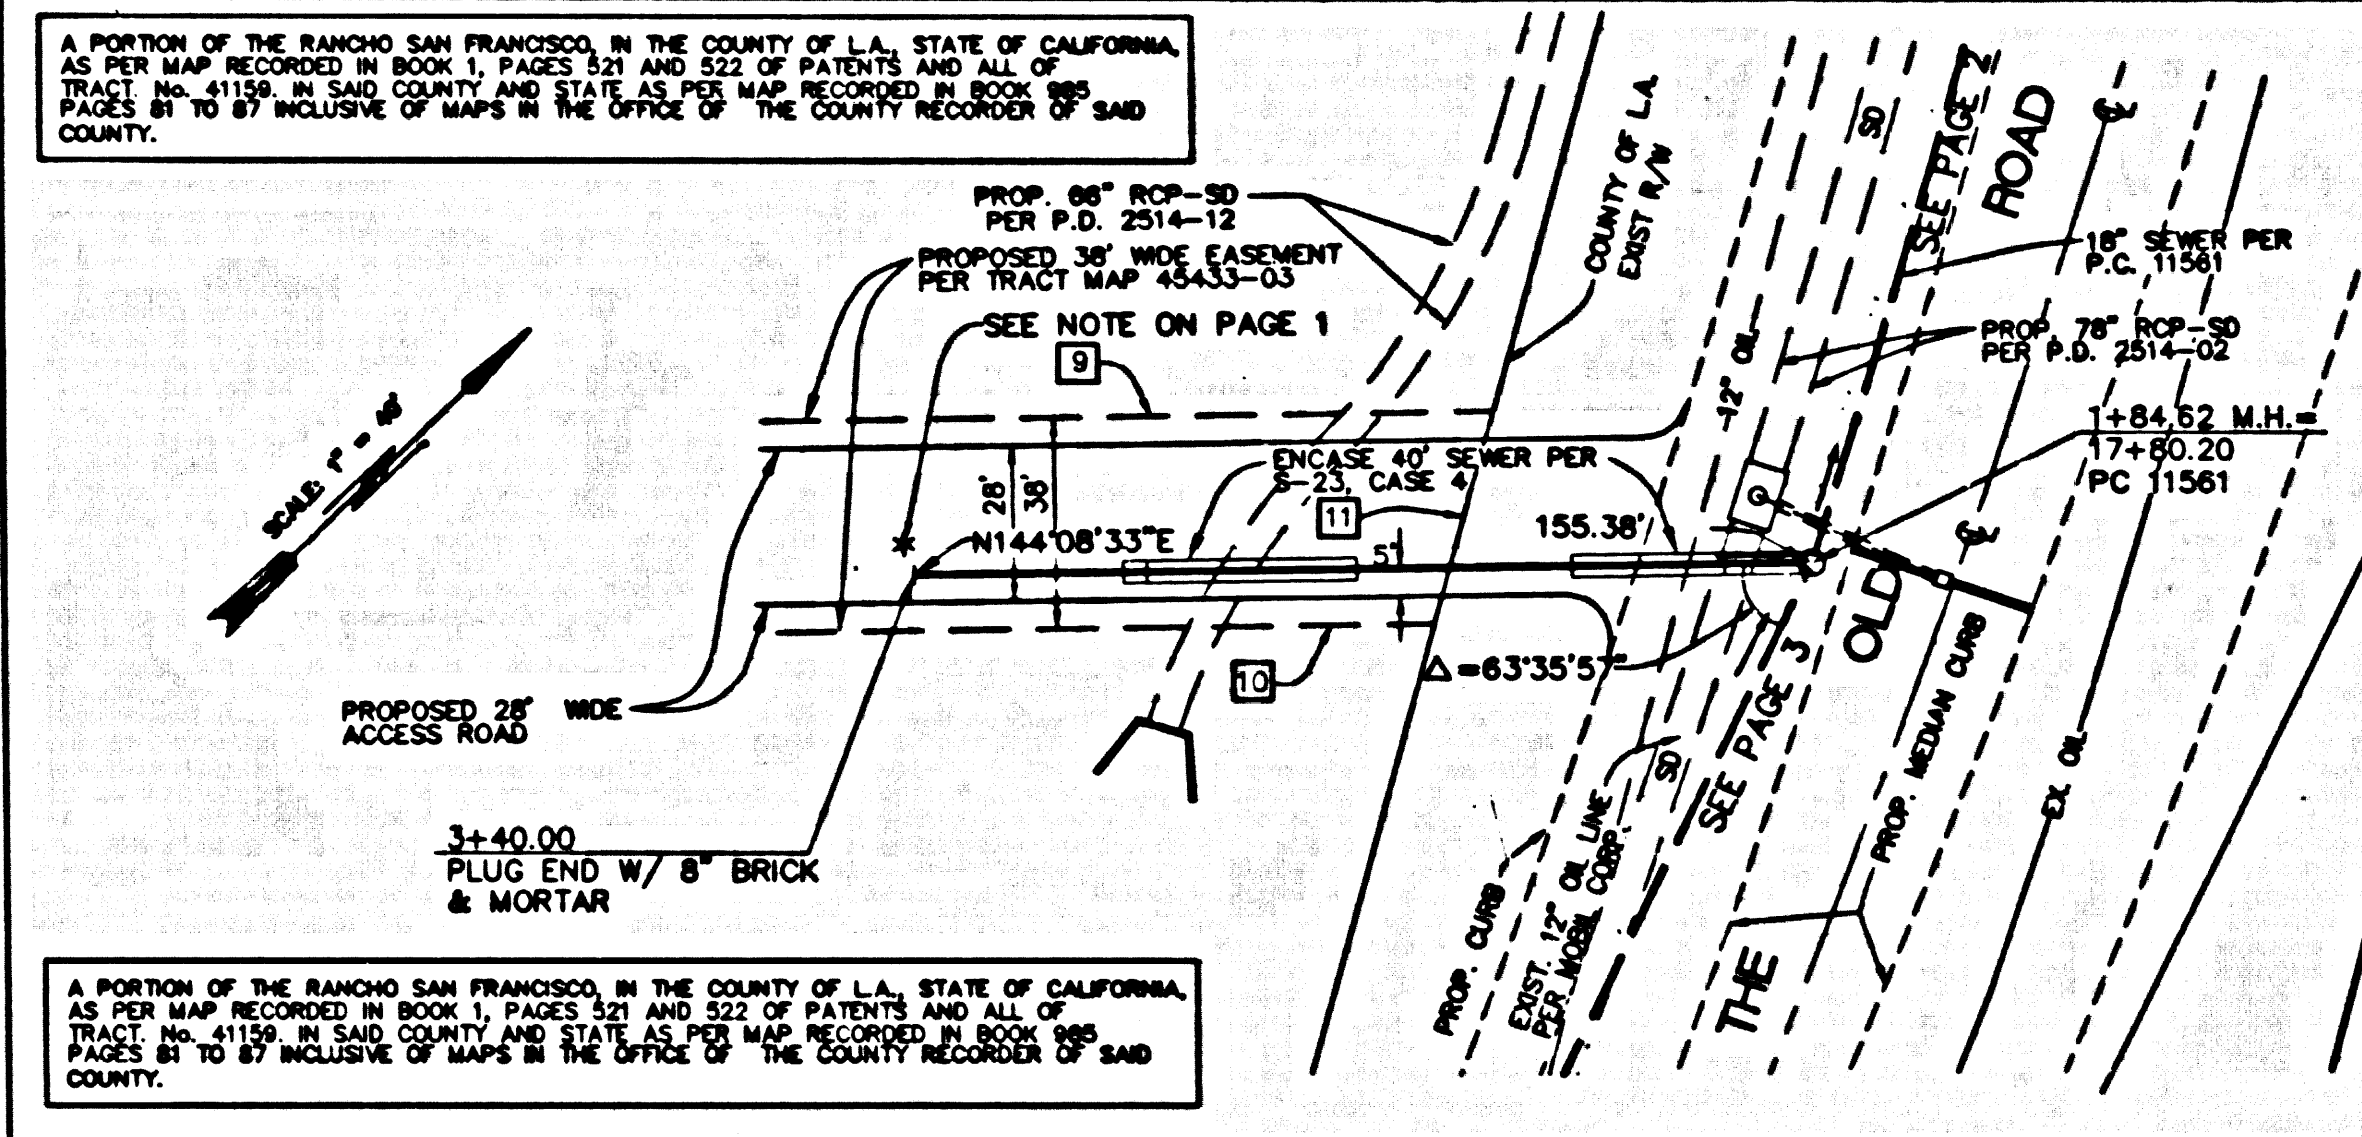 A PORTION OF THE RANCHO SAN FRANCISCO, IN THE COUNTY OF L.A., STATE OF CALIFORNIA,
AS PER MAP RECORDED IN BOOK 1, PAGES 521 AND 522 OF PATENTS AND ALL OF
TRACT. No. 41159. IN SAID COUNTY AND STATE AS PER MAP RECORDED IN BOOK 985
PAGES 81 TO 87 INCLUSIVE OF MAPS IN THE OFFICE OF THE COUNTY RECORDER OF SAID
COUNTY.
PROP. 66" RCP-SD
PER P.D. 2514-12
PROPOSED 38' WIDE EASEMENT
PER TRACT MAP 45433-03
SEE NOTE ON PAGE 1
9
COUNTY OF L.A.
EXIST R/W
12" OIL
SD
SEE PAGE 2
ROAD
℄
18" SEWER PER
P.C. 11561
PROP. 78" RCP-SD
PER P.D. 2514-02
1+84.62 M.H.=
17+80.20
PC 11561
SCALE: 1" = 40'
28'
38'
ENCASE 40' SEWER PER
S-23, CASE 4
11
N144°08'33"E
5'
155.38'
℄
OLD
10
Δ=63°35'57"
SEE PAGE 3
PROPOSED 28' WIDE
ACCESS ROAD
3+40.00
PLUG END W/ 8" BRICK
& MORTAR
SD
PROP. CURB
EXIST. 12" OIL LINE
PER MOBIL CORP.
THE
PROP. MEDIAN CURB
EX. OIL
A PORTION OF THE RANCHO SAN FRANCISCO, IN THE COUNTY OF L.A., STATE OF CALIFORNIA,
AS PER MAP RECORDED IN BOOK 1, PAGES 521 AND 522 OF PATENTS AND ALL OF
TRACT. No. 41159. IN SAID COUNTY AND STATE AS PER MAP RECORDED IN BOOK 985
PAGES 81 TO 87 INCLUSIVE OF MAPS IN THE OFFICE OF THE COUNTY RECORDER OF SAID
COUNTY.